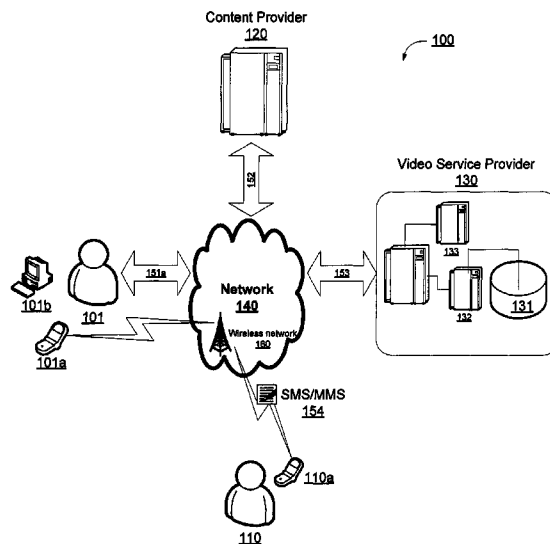 Content Provider
120
100
152
Video Service Provider
130
133
151a
153
Network
140
131
132
101b
101
Wireless network
160
101a
SMS/MMS
154
110a
110